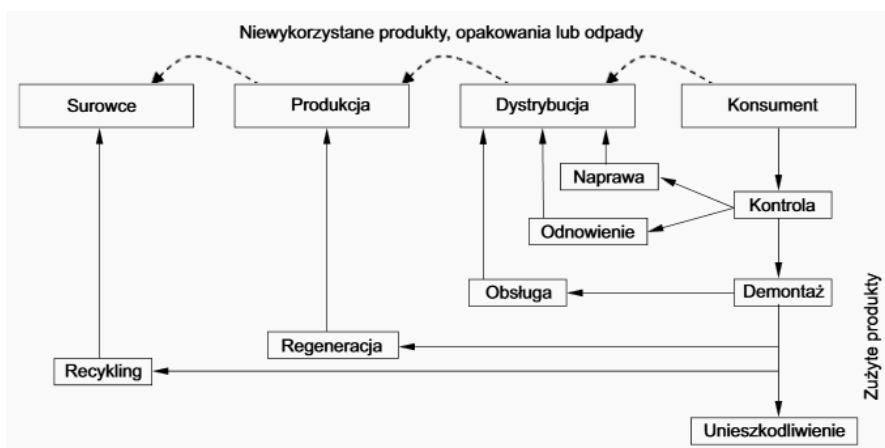 Niewykorzystane produkty, opakowania lub odpady
Surowce
Produkcja
Dystrybucja
Konsument
Naprawa
Kontrola
Odnowienie
Obsługa
Demontaż
Regeneracja
Recykling
Unieszkodliwienie
Zużyte produkty